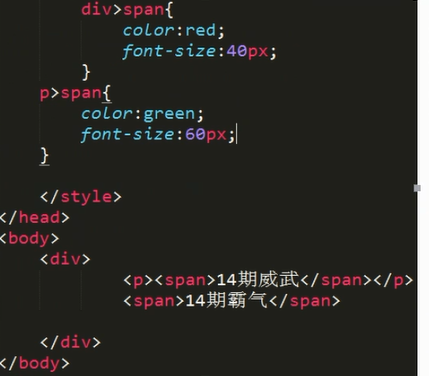 div>span{
color:red;
font-size:40px;
}
p>span{
color:green;
font-size:60px;
}
</style>
</head>
<body>
<div>
<p><span>14期威武</span></p>
<span>14期霸气</span>
</div>
</body>